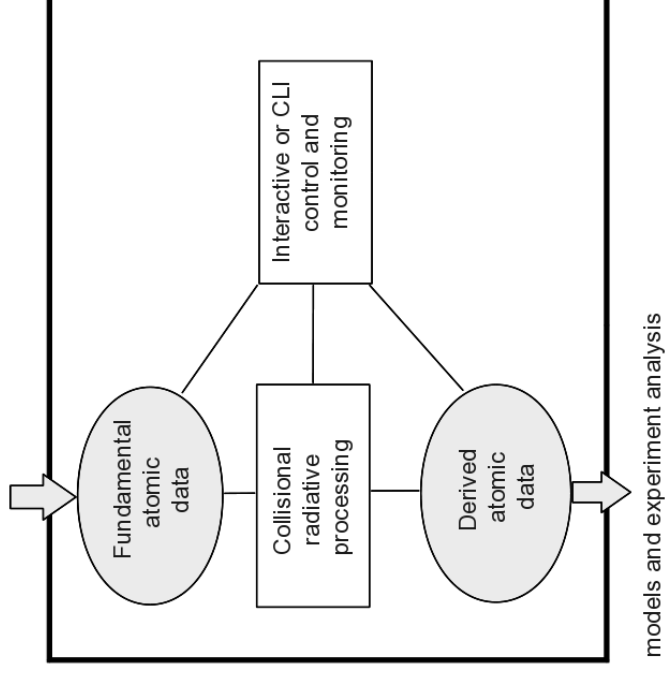 Fundamental
atomic
data
Collisional
radiative
processing
Derived
atomic
data
Interactive or CLI
control and
monitoring
models and experiment analysis